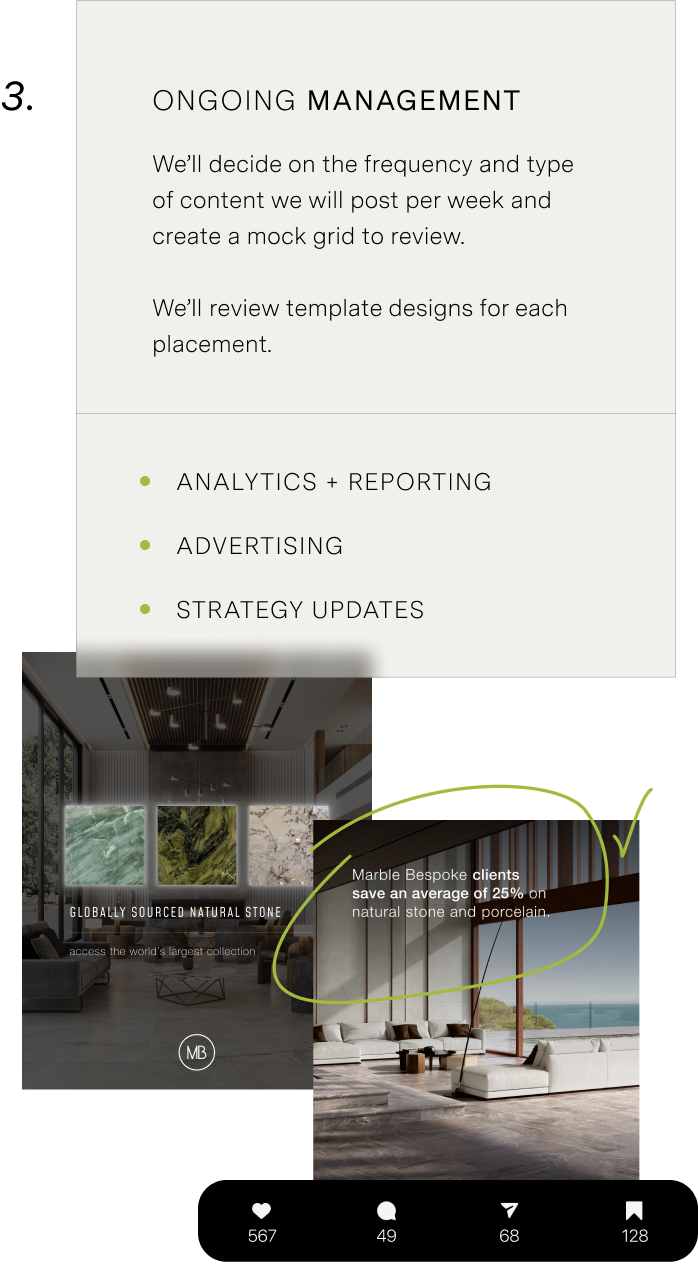 3.
ONGOING MANAGEMENT
We’ll decide on the frequency and type
of content we will post per week and
create a mock grid to review.
We’ll review template designs for each
placement.
ANALYTICS + REPORTING
ADVERTISING
STRATEGY UPDATES
GLOBALLY SOURCED NATURAL STONE
access the world's largest collection
MB
Marble Bespoke clients
save an average of 25% on
natural stone and porcelain.
567 49 68 128